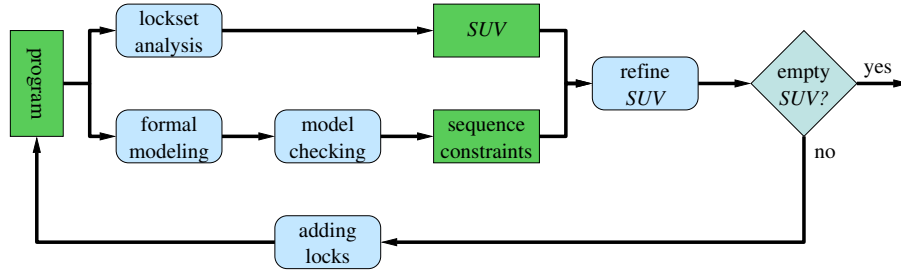 program
lockset
analysis
SUV
formal
modeling
model
checking
sequence
constraints
refine
SUV
empty
SUV?
yes
no
adding
locks